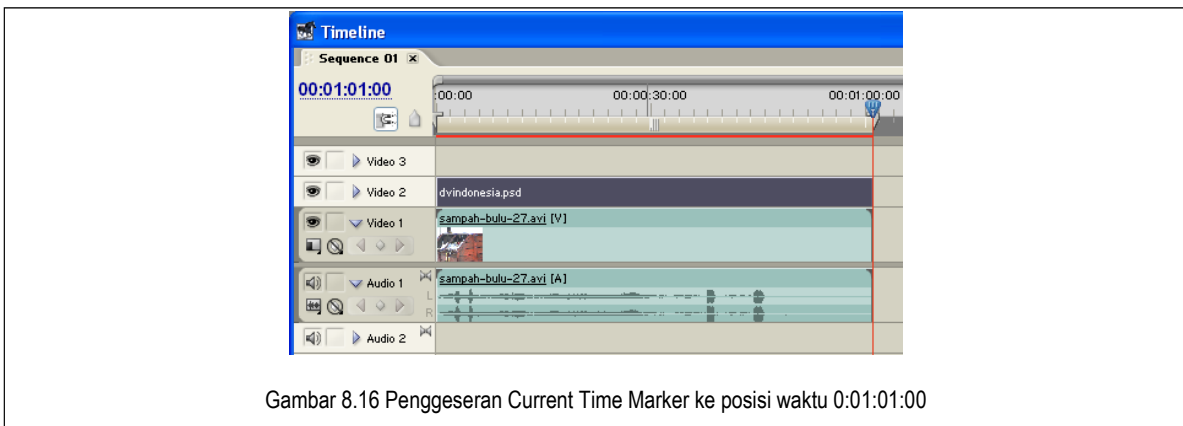 Timeline
Sequence 01
00:01:01:00
:00:00 00:00:30:00 00:01:00:00
Video 3
Video 2 dvindonesia.psd
Video 1 sampah-bulu-27.avi [V]
Audio 1 sampah-bulu-27.avi [A]
L
R
Audio 2
Gambar 8.16 Penggeseran Current Time Marker ke posisi waktu 0:01:01:00